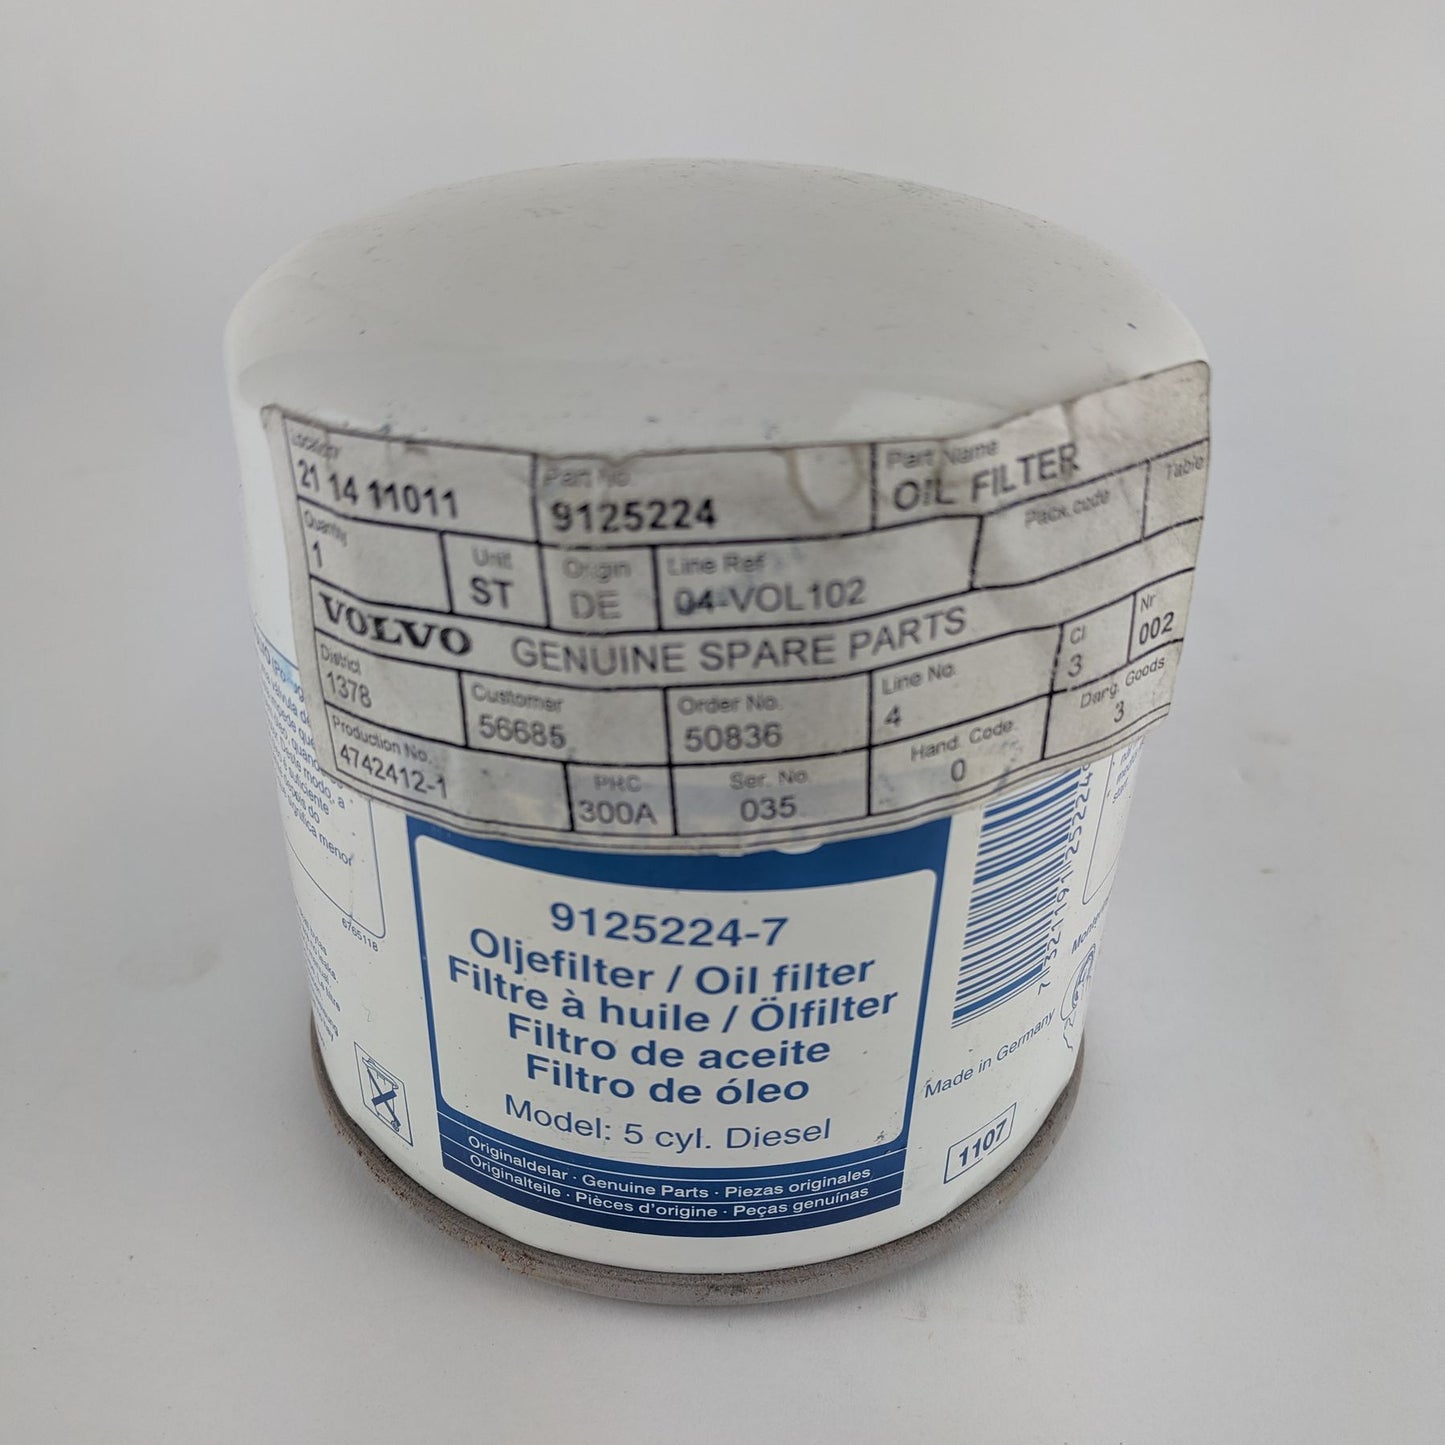 Location
21 14 11011
Part No
9125224
Part Name
OIL FILTER
Quantity
1
Unit
ST
Origin
DE
Line Ref
04-VOL102
Pack.code
Table
VOLVO GENUINE SPARE PARTS
Cl
3
Nr
002
District
1378
Customer
56685
Order No.
50836
Line No.
4
Dang. Goods
3
Production No.
4742412-1
PRC
300A
Ser. No.
035
Hand. Code.
0
9125224-7
Oljefilter / Oil filter
Filtre à huile / Ölfilter
Filtro de aceite
Filtro de óleo
Model: 5 cyl. Diesel
Originaldelar · Genuine Parts · Piezas originales
Originalteile · Pièces d'origine · Peças genuínas
Made in Germany
1107
6765118